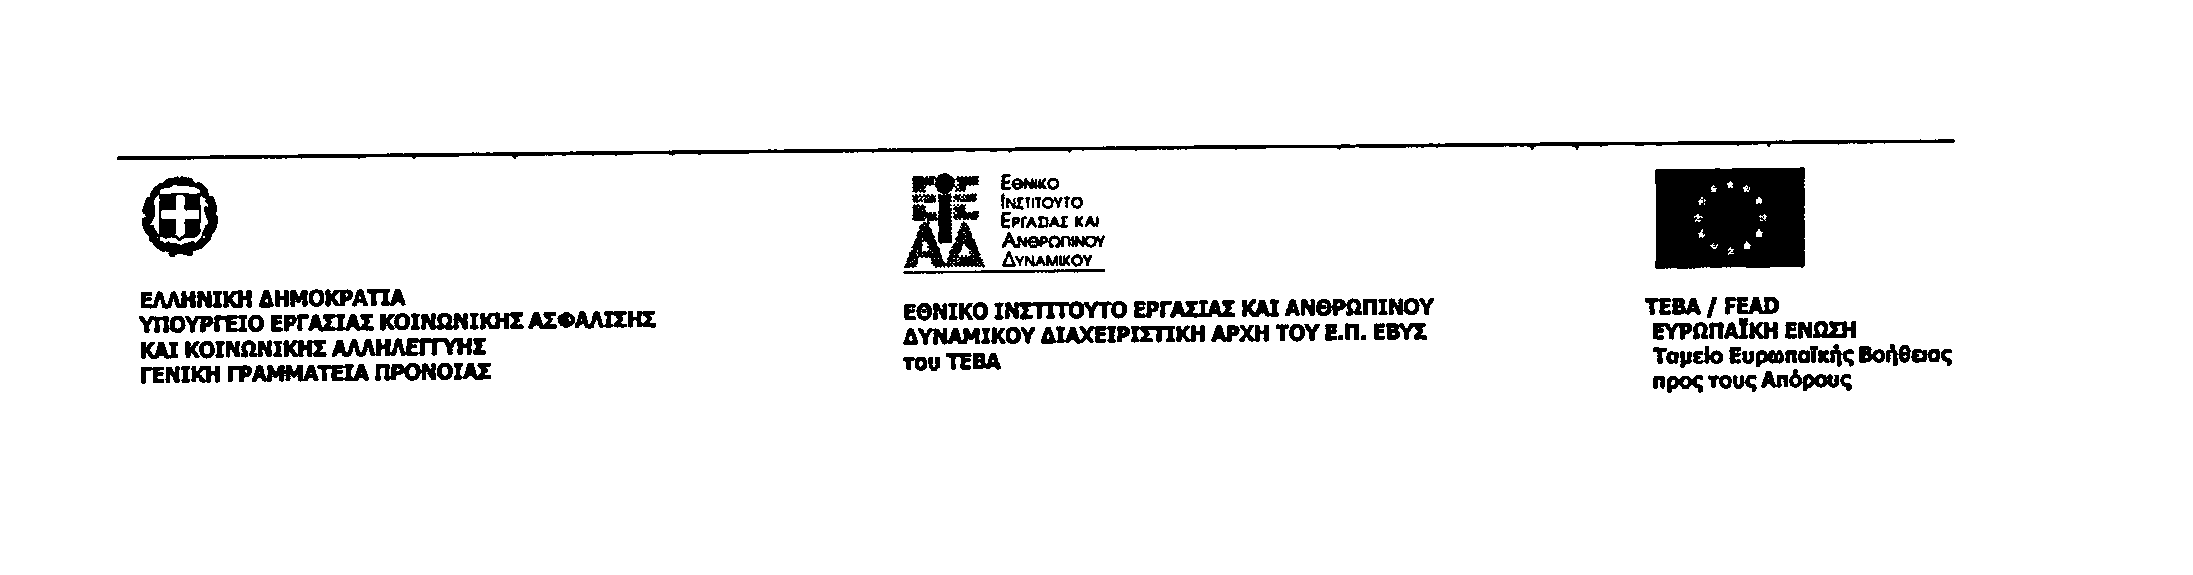 ΕΛΛΗΝΙΚΗ ΔΗΜΟΚΡΑΤΙΑ
ΥΠΟΥΡΓΕΙΟ ΕΡΓΑΣΙΑΣ ΚΟΙΝΩΝΙΚΗΣ ΑΣΦΑΛΙΣΗΣ
ΚΑΙ ΚΟΙΝΩΝΙΚΗΣ ΑΛΛΗΛΕΓΓΥΗΣ
ΓΕΝΙΚΗ ΓΡΑΜΜΑΤΕΙΑ ΠΡΟΝΟΙΑΣ
ΕΙΕ
ΑΔ
ΕΘΝΙΚΟ
ΙΝΣΤΙΤΟΥΤΟ
ΕΡΓΑΣΙΑΣ ΚΑΙ
ΑΝΘΡΩΠΙΝΟΥ
ΔΥΝΑΜΙΚΟΥ
ΕΘΝΙΚΟ ΙΝΣΤΙΤΟΥΤΟ ΕΡΓΑΣΙΑΣ ΚΑΙ ΑΝΘΡΩΠΙΝΟΥ
ΔΥΝΑΜΙΚΟΥ ΔΙΑΧΕΙΡΙΣΤΙΚΗ ΑΡΧΗ ΤΟΥ Ε.Π. ΕΒΥΣ
του ΤΕΒΑ
ΤΕΒΑ / FEAD
ΕΥΡΩΠΑΪΚΗ ΕΝΩΣΗ
Ταμείο Ευρωπαϊκής Βοήθειας
προς τους Απόρους